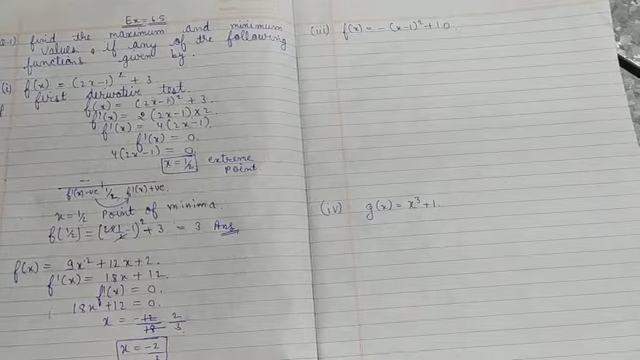 Ex = 6.5
Q-1) find the maximum and minimum
values, if any of the following
functions given by.
(i) f(x) = (2x-1)² + 3
first derivative test.
f(x) = (2x-1)² + 3.
f'(x) = 2(2x-1)×2
f'(x) = 4(2x-1)
f'(x) = 0.
4(2x-1) = 0
x = 1/2 extreme
point.
f'(x) -ve 1/2 f'(x) +ve.
x = 1/2 Point of minima.
f(1/2) = (2×1/2-1)² + 3 = 3 Ans
f(x) = 9x² + 12x + 2.
f'(x) = 18x + 12.
f'(x) = 0.
18x + 12 = 0.
x = -12/18 2/3.
x = -2/3
(iii) f(x) = -(x-1)² + 10.
(iv) g(x) = x³ + 1.